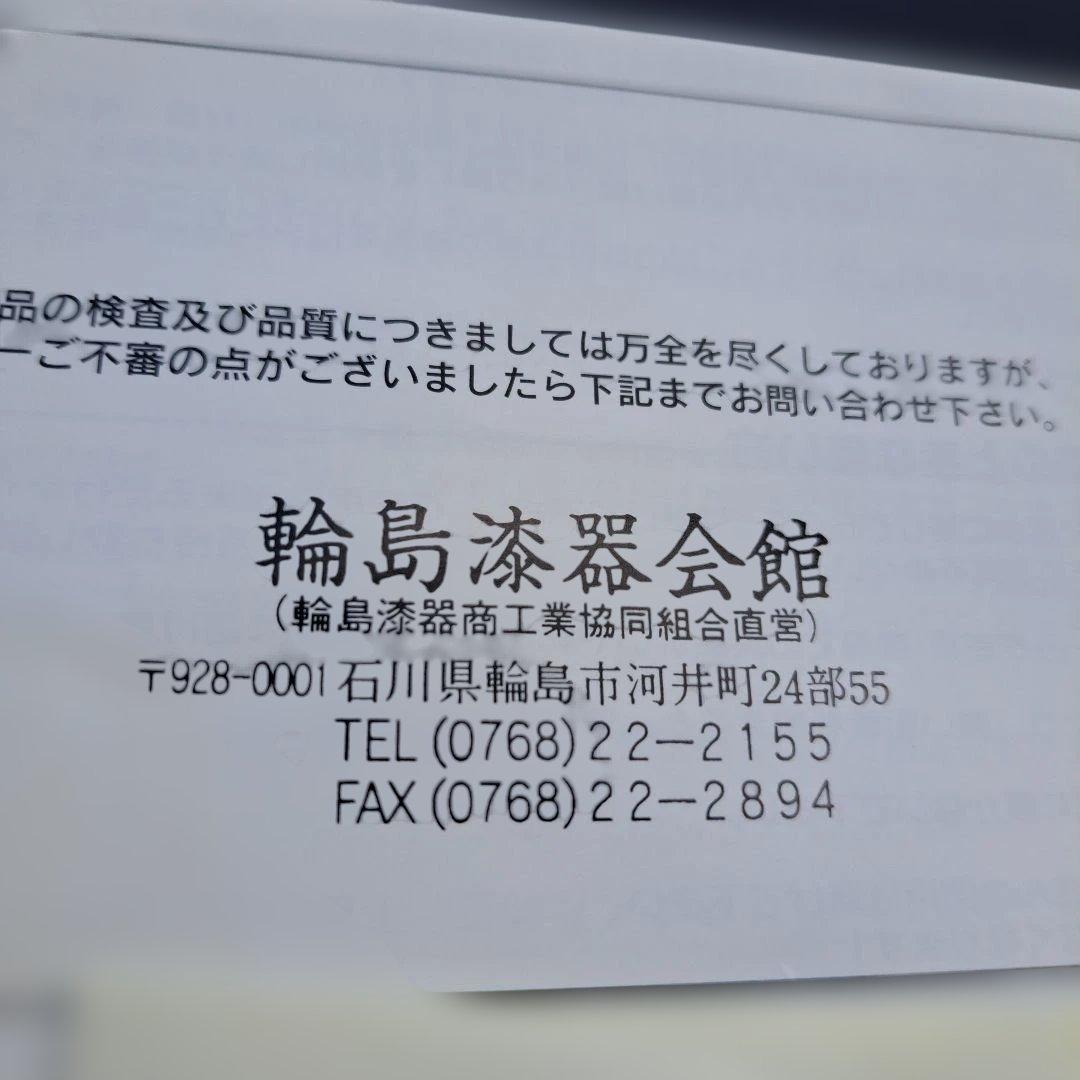 品の検査及び品質につきましては万全を尽くしておりますが、
一ご不審の点がございましたら下記までお問い合わせ下さい。
輪島漆器会館
(輪島漆器商工業協同組合直営)
〒928-0001 石川県輪島市河井町24部55
TEL (0768) 22-2155
FAX (0768) 22-2894